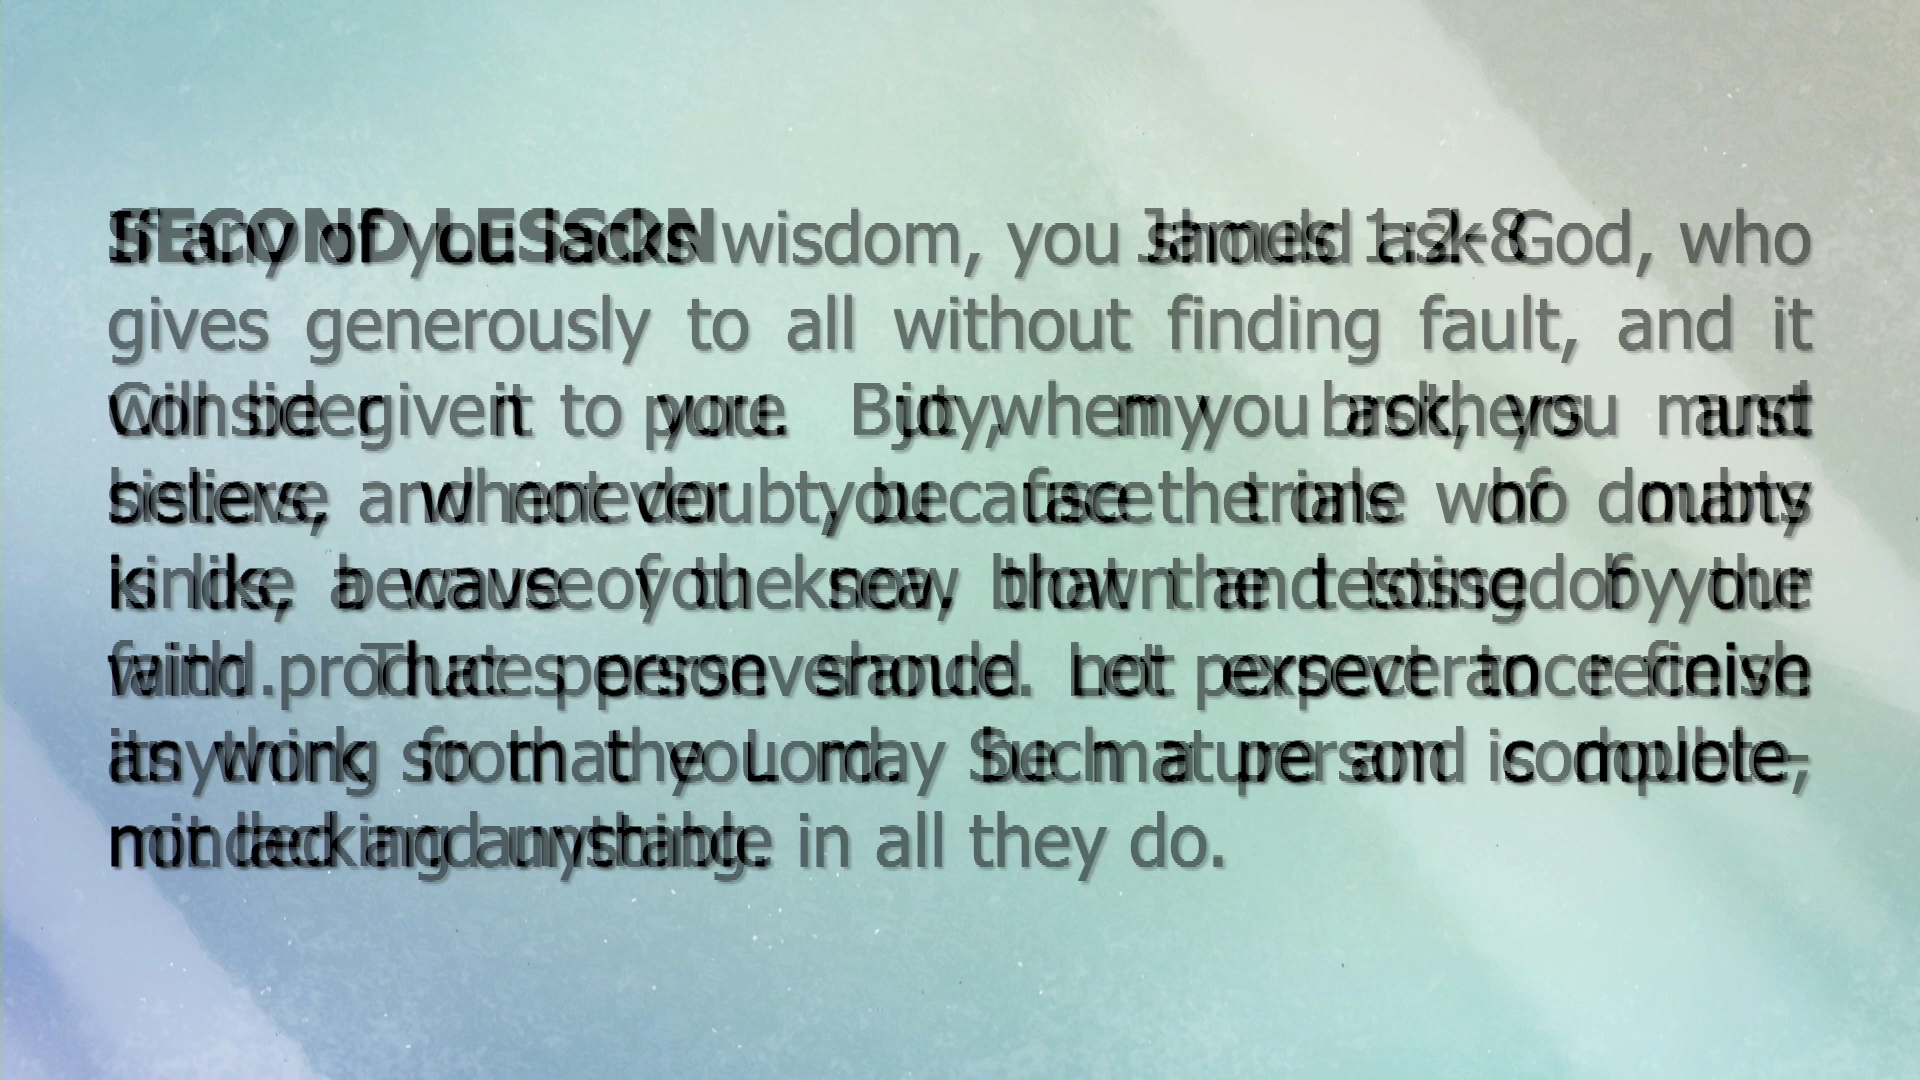 SECOND LESSON James 1:2-8
Consider it pure joy, my brothers and
sisters, whenever you face trials of many
kinds, because you know that the testing of your
faith produces perseverance. Let perseverance finish
its work so that you may be mature and complete,
not lacking anything.
If any of you lacks wisdom, you should ask God, who
gives generously to all without finding fault, and it
will be given to you. But when you ask, you must
believe and not doubt, because the one who doubts
is like a wave of the sea, blown and tossed by the
wind. That person should not expect to receive
anything from the Lord. Such a person is double-
minded and unstable in all they do.